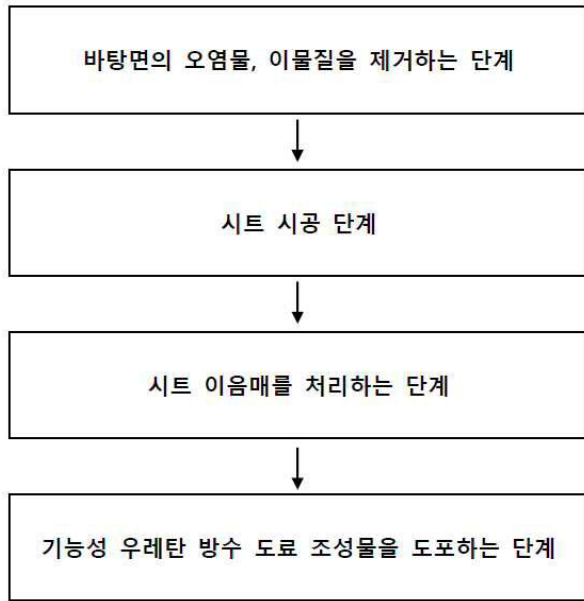 바탕면의 오염물, 이물질을 제거하는 단계
시트 시공 단계
시트 이음매를 처리하는 단계
기능성 우레탄 방수 도료 조성물을 도포하는 단계